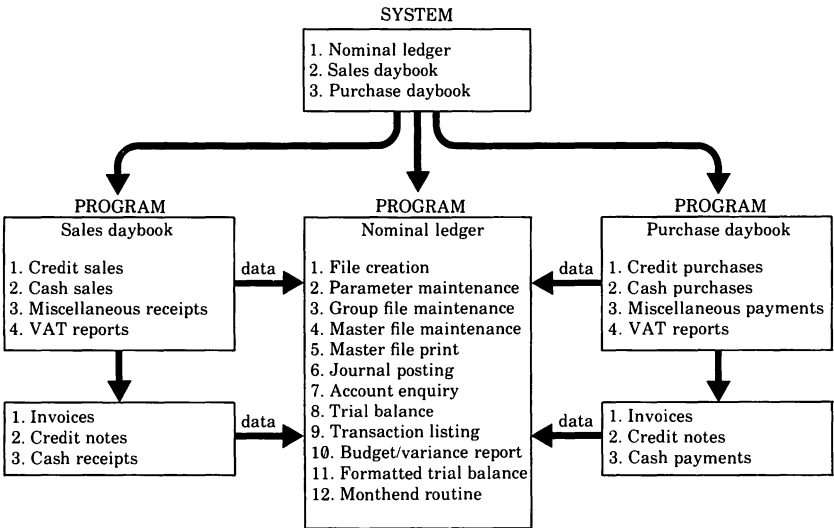 SYSTEM
1. Nominal ledger
2. Sales daybook
3. Purchase daybook
PROGRAM
Sales daybook
1. Credit sales
2. Cash sales
3. Miscellaneous receipts
4. VAT reports
data
1. Invoices
2. Credit notes
3. Cash receipts
data
PROGRAM
Nominal ledger
1. File creation
2. Parameter maintenance
3. Group file maintenance
4. Master file maintenance
5. Master file print
6. Journal posting
7. Account enquiry
8. Trial balance
9. Transaction listing
10. Budget/variance report
11. Formatted trial balance
12. Monthend routine
PROGRAM
Purchase daybook
data
1. Credit purchases
2. Cash purchases
3. Miscellaneous payments
4. VAT reports
data
1. Invoices
2. Credit notes
3. Cash payments